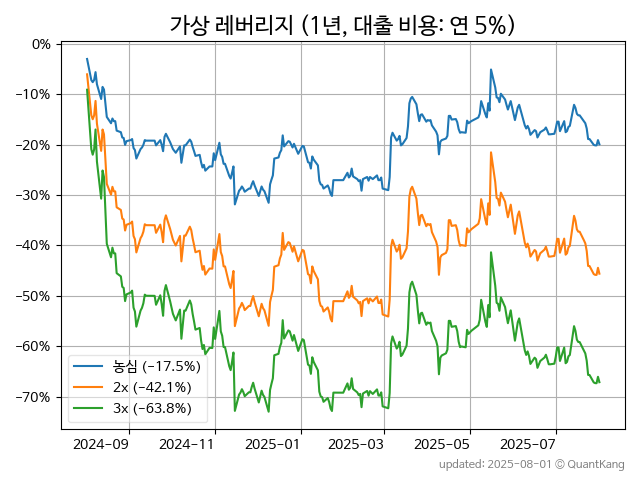 가상 레버리지 (1년, 대출 비용: 연 5%)
0%
−10%
−20%
−30%
−40%
−50%
−60%
−70%
농심 (−17.5%)
2x (−42.1%)
3x (−63.8%)
2024-09
2024-11
2025-01
2025-03
2025-05
2025-07
updated: 2025-08-01 © QuantKang